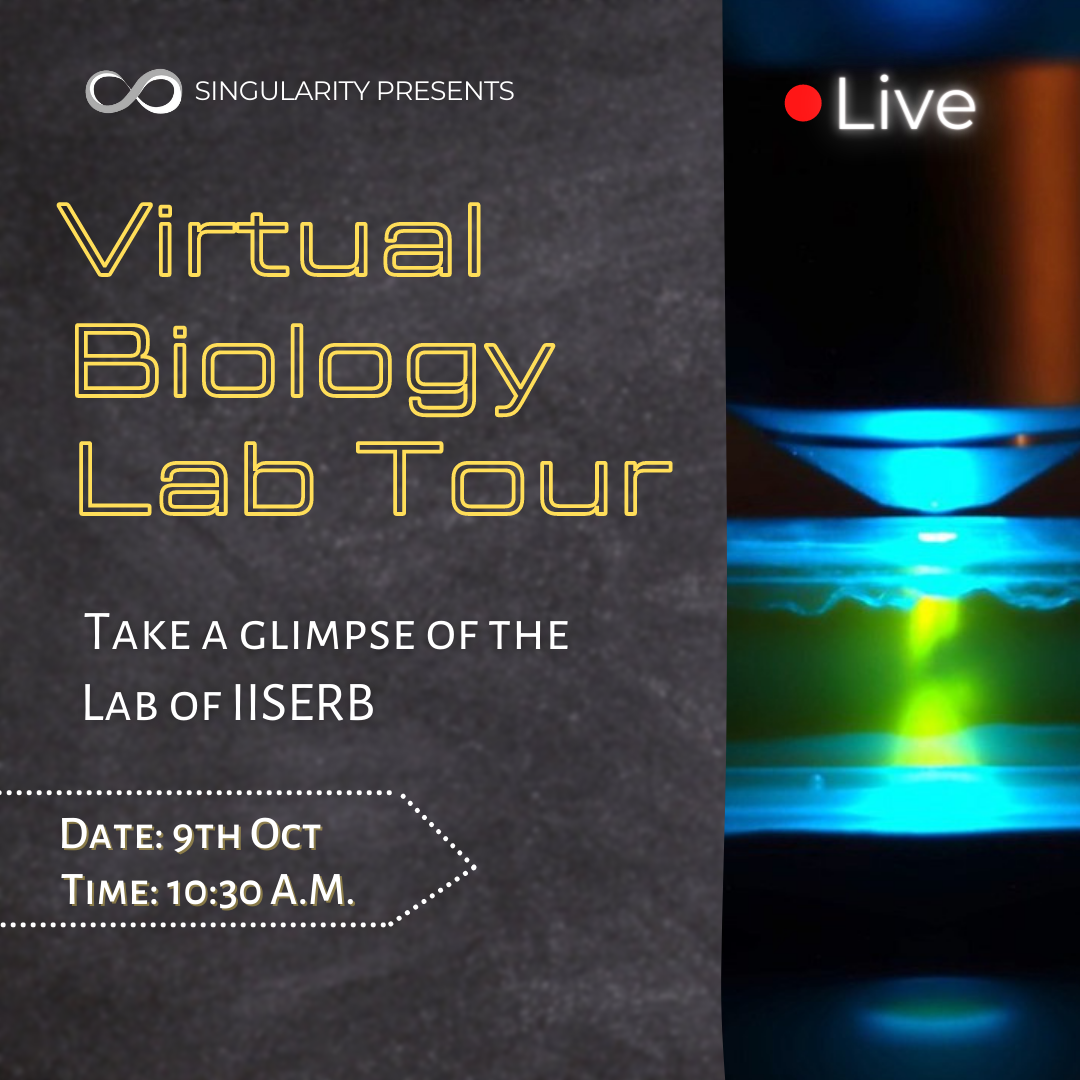 SINGULARITY PRESENTS
Live
Virtual
Biology
Lab Tour
Take a glimpse of the
Lab of IISERB
Date: 9th Oct
Time: 10:30 A.M.